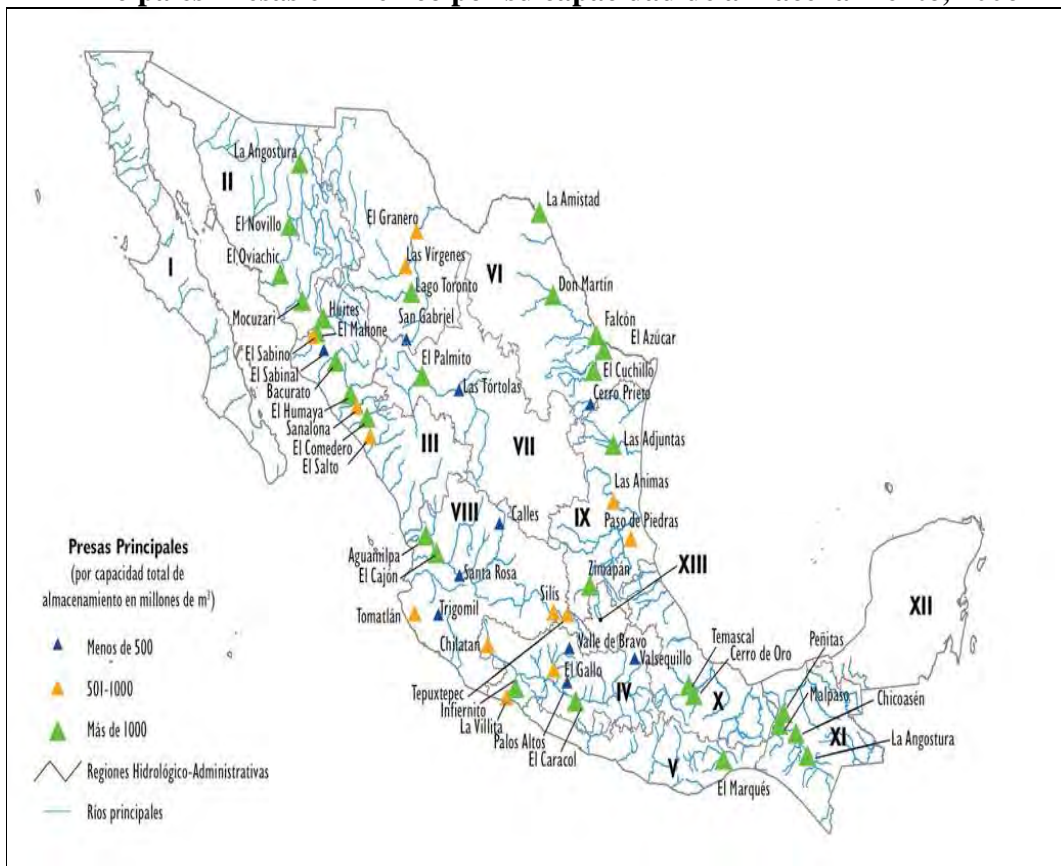 La Angostura
II
El Novillo
El Oviachic
I
Mocuzari
El Granero
Las Vírgenes
Lago Toronto
San Gabriel
Huites
El Mahone
El Sabino
El Sabinal
Bacurato
El Humaya
Sanalona
El Comedero
El Salto
El Palmito
Las Tórtolas
La Amistad
VI
Don Martín
Falcón
El Azúcar
El Cuchillo
Cerro Prieto
Las Adjuntas
III
VII
Las Animas
VIII
Calles
IX
Paso de Piedras
Aguamilpa
El Cajón
Santa Rosa
Zimapán
XIII
XII
Tomatlán
Trigomil
Silís
Chilatan
Valle de Bravo
El Gallo
Valsequillo
Temascal
Cerro de Oro
Peñitas
Malpaso
Chicoasén
Tepuxtepec
Infiernito
La Villita
Palos Altos
El Caracol
IV
X
XI
La Angostura
V
El Marqués
Presas Principales
(por capacidad total de
almacenamiento en millones de m³)
Menos de 500
501-1000
Más de 1000
Regiones Hidrológico-Administrativas
Ríos principales